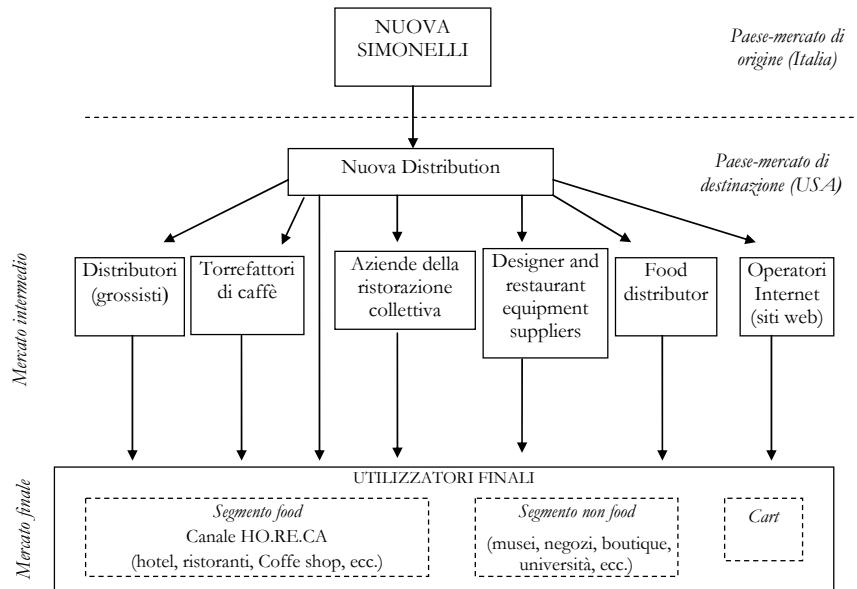 NUOVA
SIMONELLI
Paese-mercato di
origine (Italia)
Nuova Distribution
Paese-mercato di
destinazione (USA)
Mercato intermedio
Distributori
(grossisti)
Torrefattori
di caffè
Aziende della
ristorazione
collettiva
Designer and
restaurant
equipment
suppliers
Food
distributor
Operatori
Internet
(siti web)
Mercato finale
UTILIZZATORI FINALI
Segmento food
Canale HO.RE.CA
(hotel, ristoranti, Coffe shop, ecc.)
Segmento non food
(musei, negozi, boutique,
università, ecc.)
Cart